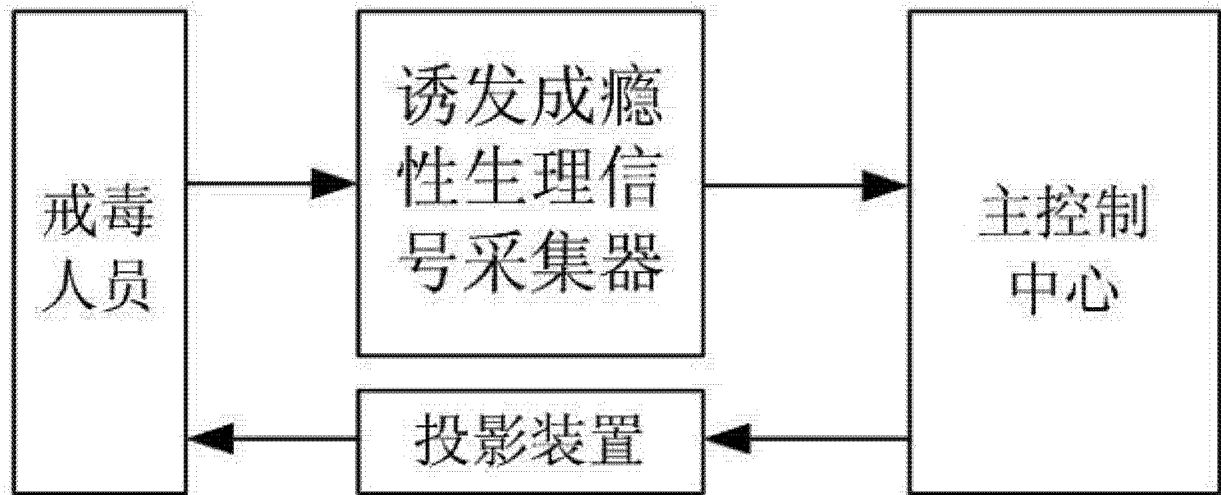 戒毒
人员
诱发成瘾
性生理信
号采集器
主控制
中心
投影装置